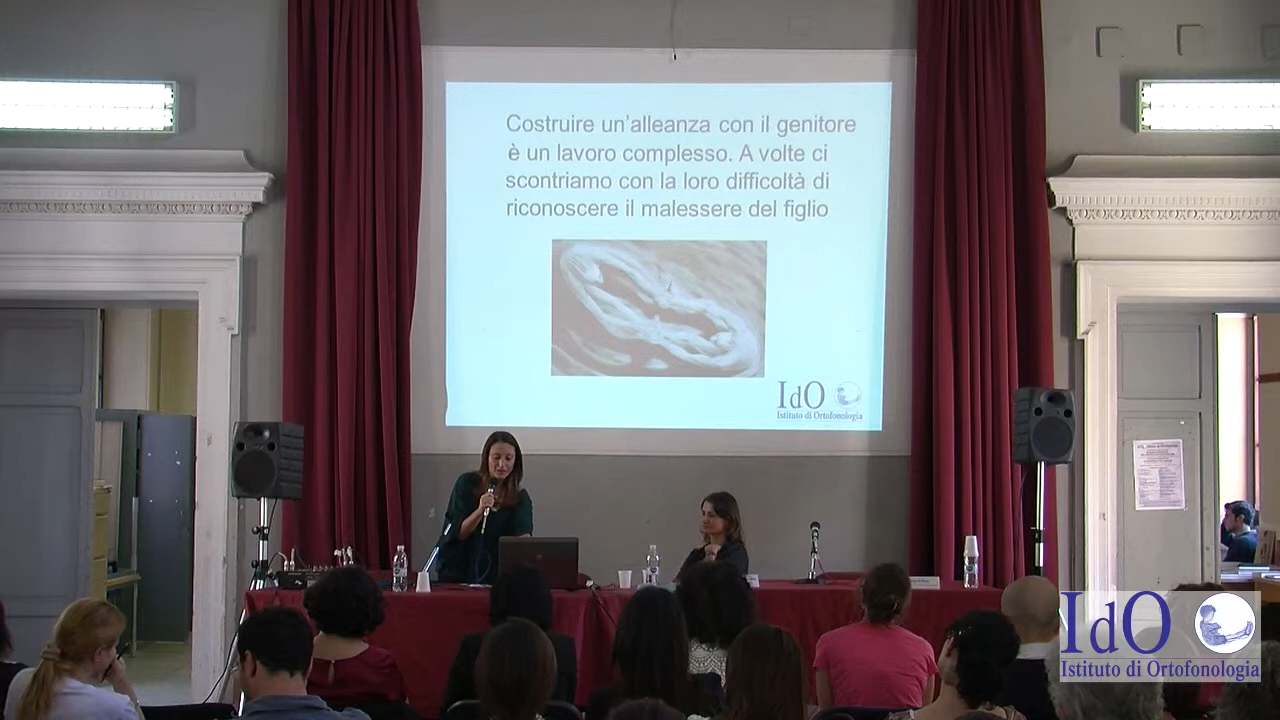 Costruire un'alleanza con il genitore
è un lavoro complesso. A volte ci
scontriamo con la loro difficoltà di
riconoscere il malessere del figlio
IdO
Istituto di Ortofonologia
IdO
Istituto di Ortofonologia